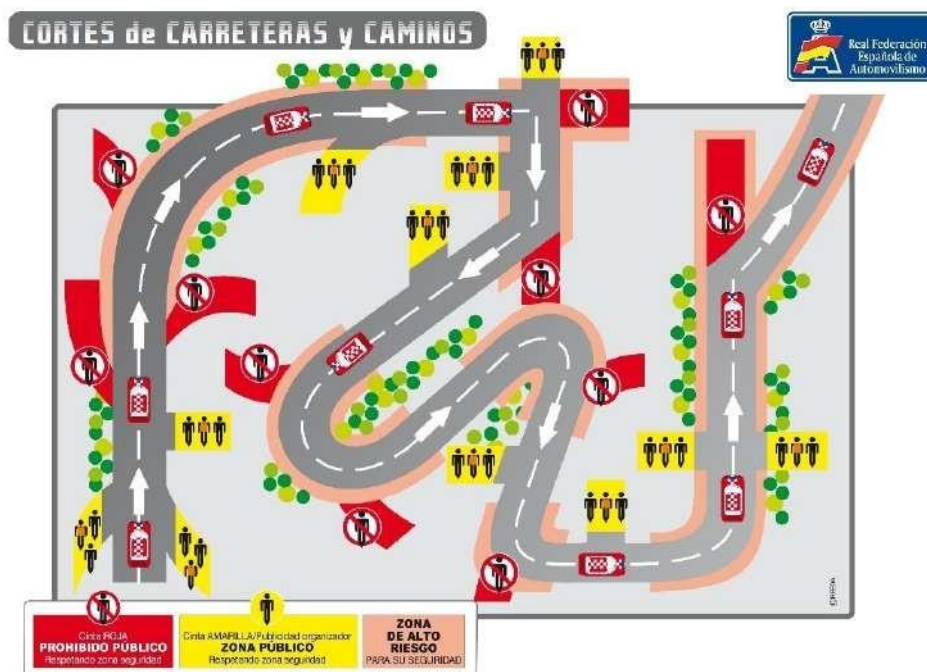 CORTES de CARRETERAS y CAMINOS
Real Federación
Española de
Automovilismo
Cinta ROJA
PROHIBIDO PÚBLICO
Respetando zona seguridad
Cinta AMARILLA/Publicidad organizador
ZONA PÚBLICO
Respetando zona seguridad
ZONA
DE ALTO
RIESGO
PARA SU SEGURIDAD